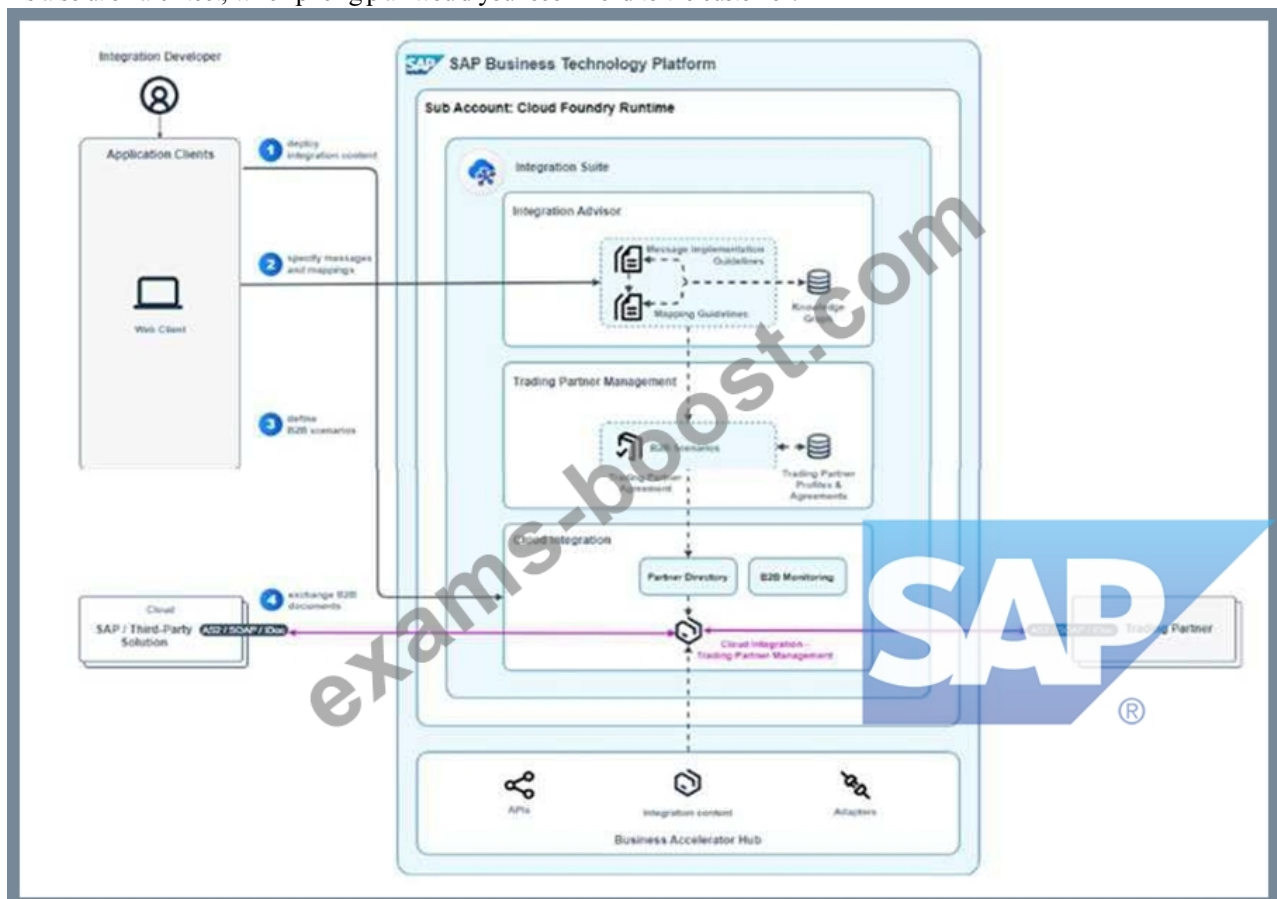 Integration Developer
SAP
SAP Business Technology Platform
Sub Account: Cloud Foundry Runtime
Application Clients
1 deploy
integration content
Integration Suite
Integration Advisor
Message Implementation
Guidelines
2 specify messages
and mappings
Mapping Guidelines
Knowledge
Graph
Web Client
Trading Partner Management
3 define
B2B scenarios
B2B Scenarios
Trading Partner
Agreement
Trading Partner
Profiles &
Agreements
Cloud Integration
Partner Directory
B2B Monitoring
4 exchange B2B
documents
Cloud
SAP / Third-Party
Solution
AS2 / SOAP / IDoc
Cloud Integration –
Trading Partner Management
AS2 / SOAP / IDoc
Trading Partner
SAP
®
APIs
Integration content
Adapters
Business Accelerator Hub
exams-boost.com